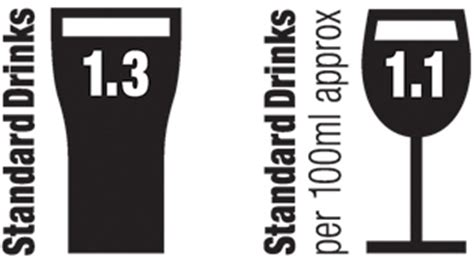 Standard Drinks
1.3
Standard Drinks
per 100ml approx
1.1